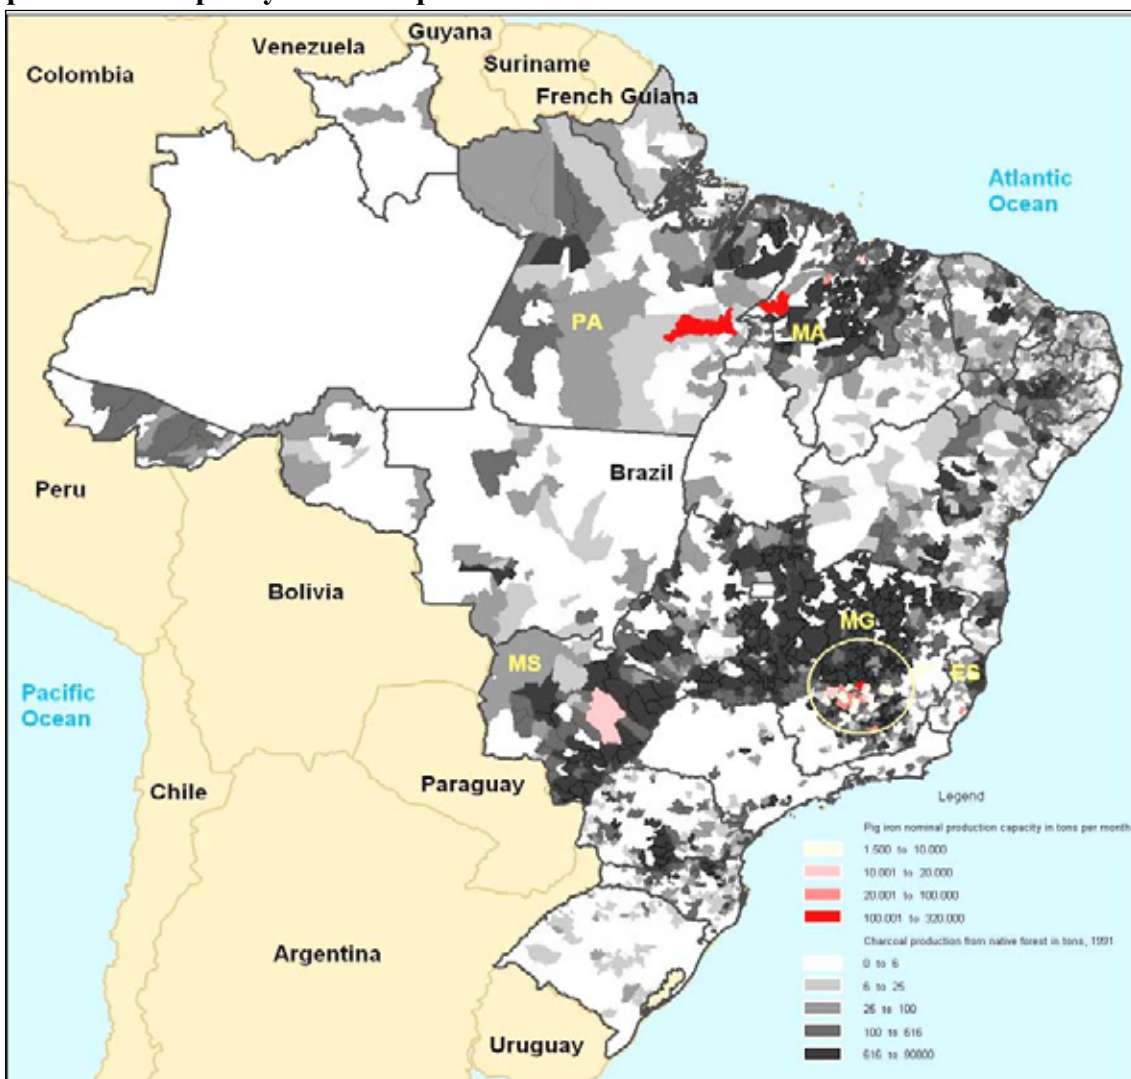 Guyana
Venezuela
Colombia
Suriname
French Guiana
Atlantic
Ocean
PA
MA
Brazil
Peru
Bolivia
MG
MS
ES
Pacific
Ocean
Paraguay
Chile
Legend
Pig iron nominal production capacity in tons per month
1.500 to 10.000
10.001 to 20.000
20.001 to 100.000
100.001 to 320.000
Charcoal production from native forest in tons, 1991
0 to 6
6 to 25
25 to 100
100 to 616
616 to 90800
Argentina
Uruguay